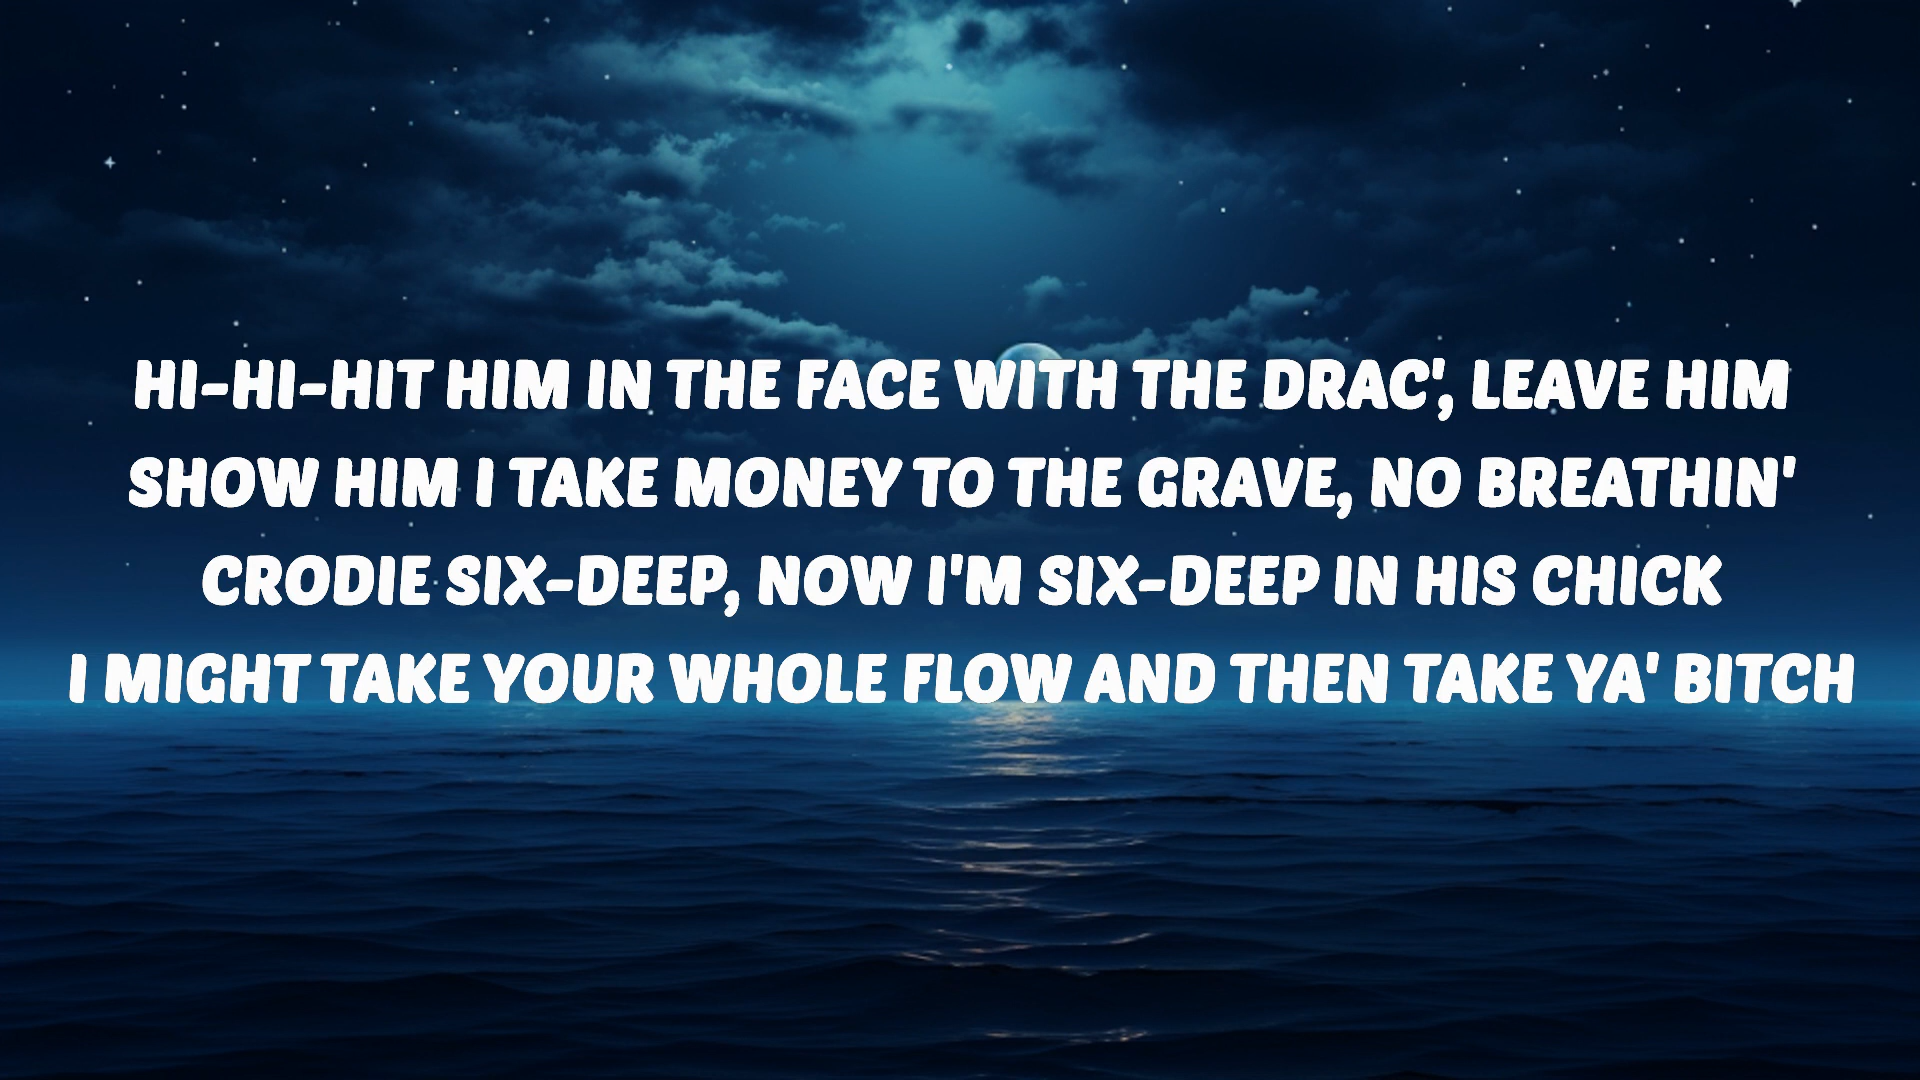 HI-HI-HIT HIM IN THE FACE WITH THE DRAC', LEAVE HIM
SHOW HIM I TAKE MONEY TO THE GRAVE, NO BREATHIN'
CRODIE SIX-DEEP, NOW I'M SIX-DEEP IN HIS CHICK
I MIGHT TAKE YOUR WHOLE FLOW AND THEN TAKE YA' BITCH